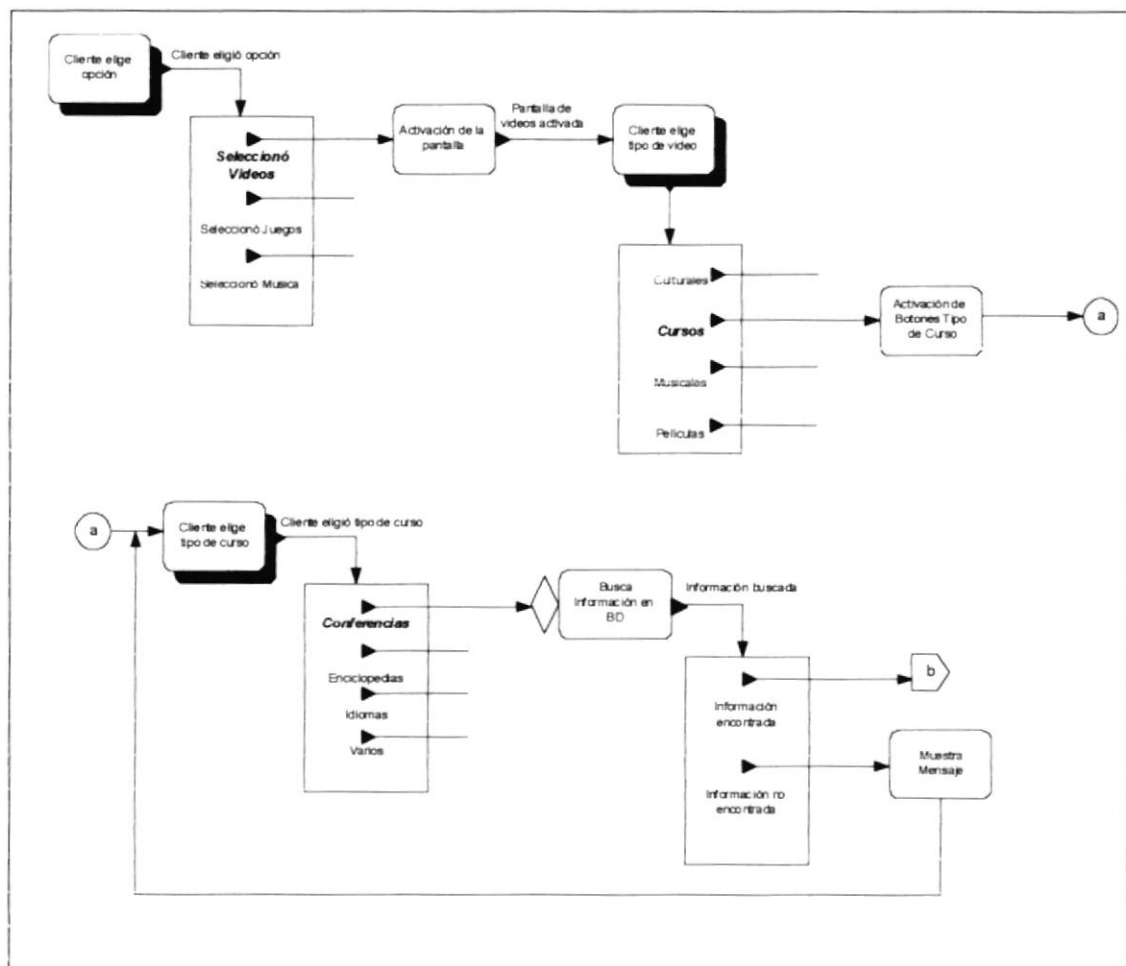 Cliente elige
opción
Cliente eligió opción
Seleccionó
Videos
Seleccionó Juegos
Seleccionó Musica
Activación de la
pantalla
Pantalla de
videos activada
Cliente elige
tipo de video
Culturales
Cursos
Musicales
Películas
Activación de
Botones Tipo
de Curso
a
a
Cliente elige
tipo de curso
Cliente eligió tipo de curso
Conferencias
Enciclopedias
Idiomas
Varios
Busca
Información en
BD
Información buscada
Información
encontrada
b
Información no
encontrada
Muestra
Mensaje